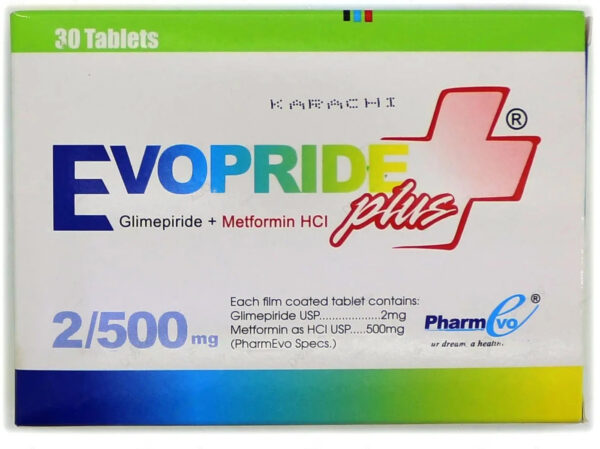 30 Tablets
KARACHI
EVOPRIDE plus ®
Glimepiride + Metformin HCl
Each film coated tablet contains:
Glimepiride USP...................2mg
Metformin as HCl USP.....500mg
(PharmEvo Specs.)
2/500 mg
PharmEvo ®
ur dream, a health